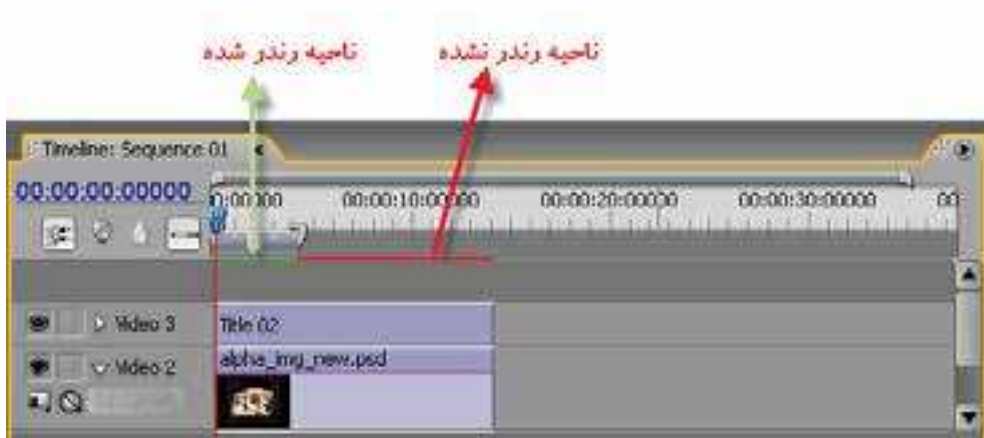 ناحیه رندر شده
ناحیه رندر نشده
Timeline: Sequence 01
00:00:00:00000
00:00:10:00000
00:00:20:00000
00:00:30:00000
00
Video 3
Title 02
Video 2
alpha_img_new.psd